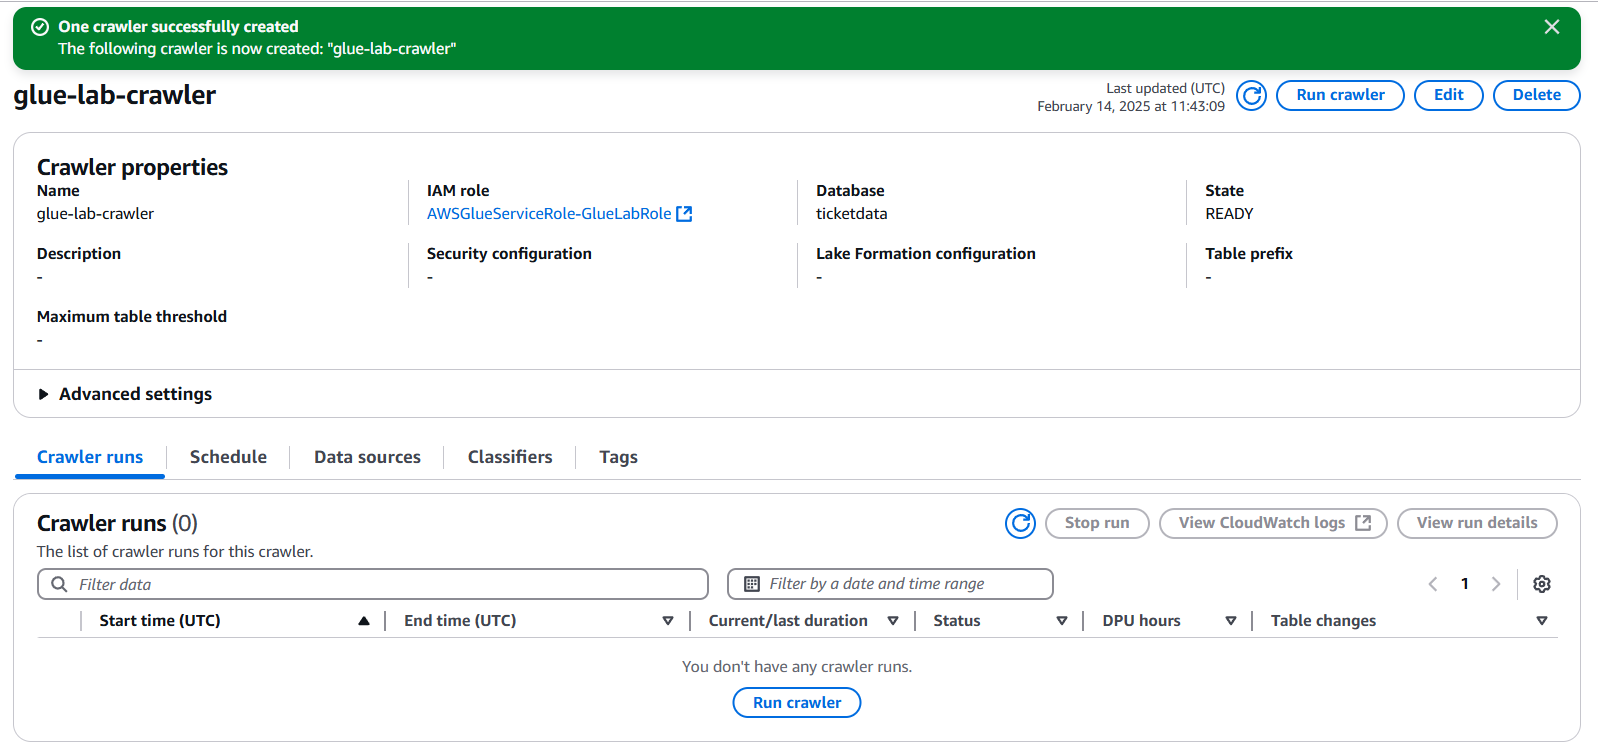 One crawler successfully created
The following crawler is now created: "glue-lab-crawler"
glue-lab-crawler
Last updated (UTC)
February 14, 2025 at 11:43:09
Run crawler
Edit
Delete
Crawler properties
Name
glue-lab-crawler
IAM role
AWSGlueServiceRole-GlueLabRole
Database
ticketdata
State
READY
Description
-
Security configuration
-
Lake Formation configuration
-
Table prefix
-
Maximum table threshold
-
Advanced settings
Crawler runs
Schedule
Data sources
Classifiers
Tags
Crawler runs (0)
The list of crawler runs for this crawler.
Stop run
View CloudWatch logs
View run details
Filter data
Filter by a date and time range
1
Start time (UTC)
End time (UTC)
Current/last duration
Status
DPU hours
Table changes
You don't have any crawler runs.
Run crawler